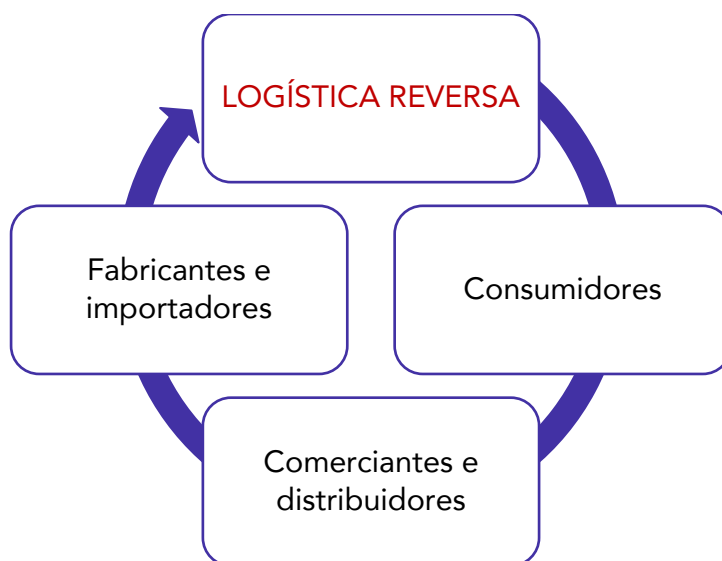 LOGÍSTICA REVERSA
Consumidores
Comerciantes e
distribuidores
Fabricantes e
importadores